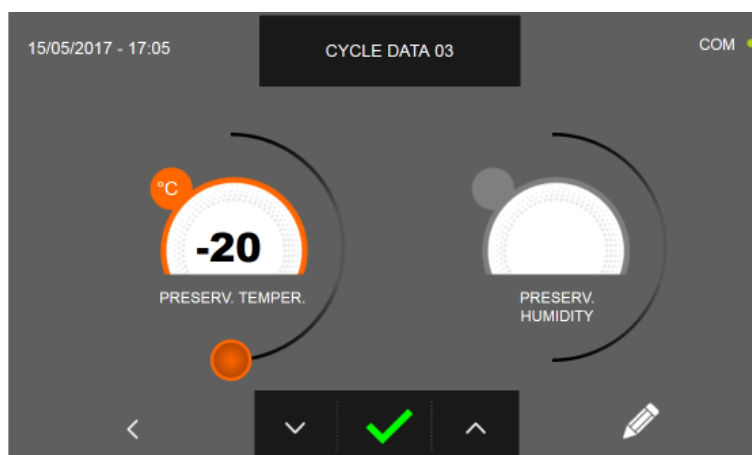 15/05/2017 - 17:05
CYCLE DATA 03
COM
°C
-20
PRESERV. TEMPER.
PRESERV.
HUMIDITY